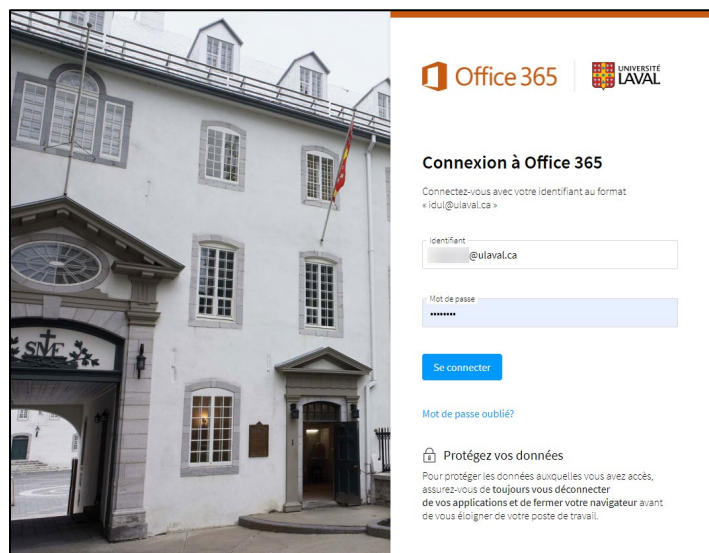 Office 365
UNIVERSITÉ
LAVAL
Connexion à Office 365
Connectez-vous avec votre identifiant au format
« idul@ulaval.ca »
Identifiant
@ulaval.ca
Mot de passe
••••••••
Se connecter
Mot de passe oublié?
Protégez vos données
Pour protéger les données auxquelles vous avez accès,
assurez-vous de toujours vous déconnecter
de vos applications et de fermer votre navigateur avant
de vous éloigner de votre poste de travail.